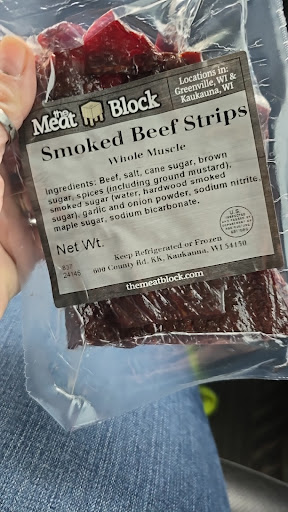 the
Meat Block
Locations in:
Greenville, WI &
Kaukauna, WI
Smoked Beef Strips
Whole Muscle
Ingredients: Beef, salt, cane sugar, brown
sugar, spices (including ground mustard),
smoked sugar (water, hardwood smoked
sugar), garlic and onion powder, sodium nitrite,
maple sugar, sodium bicarbonate.
Net Wt.
Keep Refrigerated or Frozen
600 County Rd. KK, Kaukauna, WI 54130
837
24145
themeatblock.com
U.S.